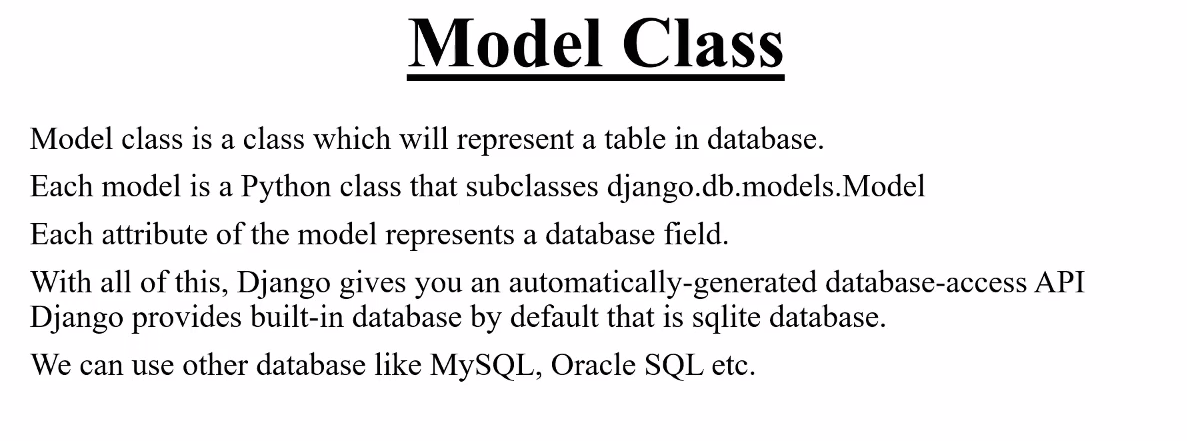 Model Class
Model class is a class which will represent a table in database.
Each model is a Python class that subclasses django.db.models.Model
Each attribute of the model represents a database field.
With all of this, Django gives you an automatically-generated database-access API
Django provides built-in database by default that is sqlite database.
We can use other database like MySQL, Oracle SQL etc.